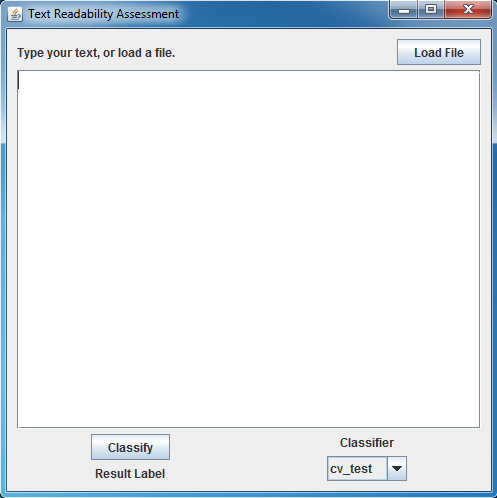 Text Readability Assessment
Type your text, or load a file.
Load File
Classify
Result Label
Classifier
cv_test